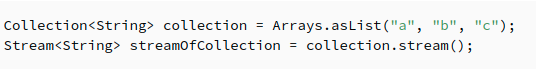 Collection<String> collection = Arrays.asList("a", "b", "c");
Stream<String> streamOfCollection = collection.stream();